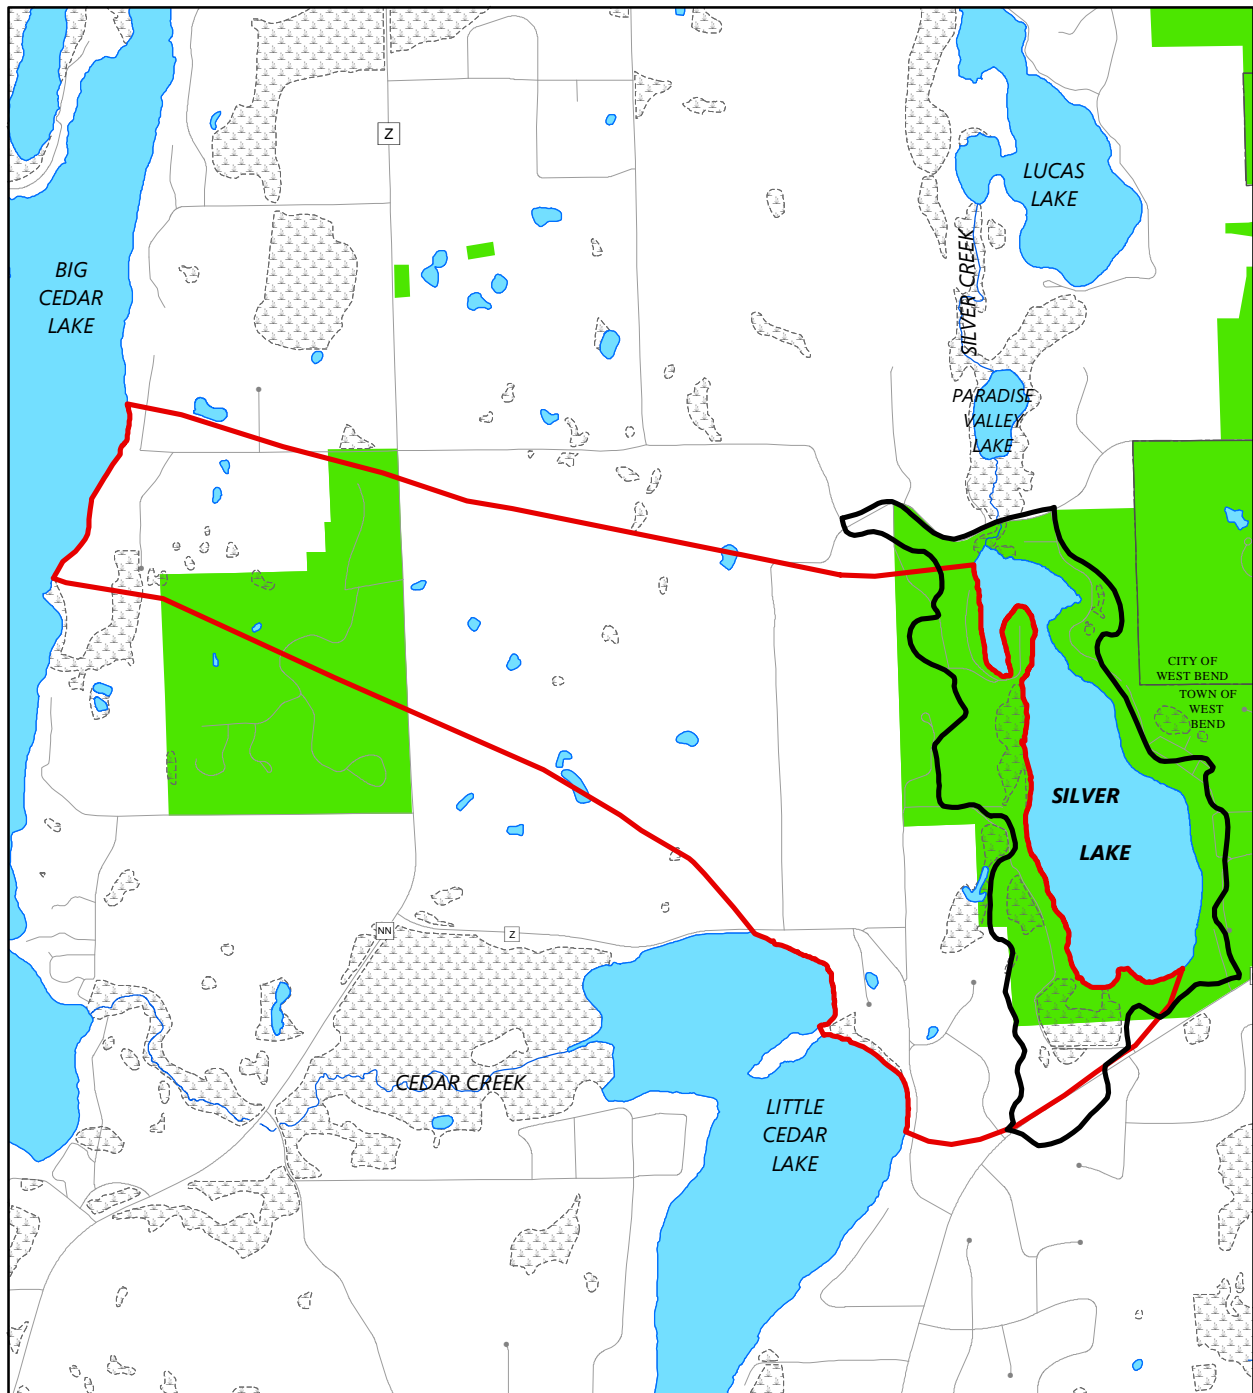 Z
LUCAS
LAKE
BIG
CEDAR
LAKE
SILVER CREEK
PARADISE
VALLEY
LAKE
CITY OF
WEST BEND
TOWN OF
WEST
BEND
SILVER
LAKE
NN
Z
CEDAR CREEK
LITTLE
CEDAR
LAKE